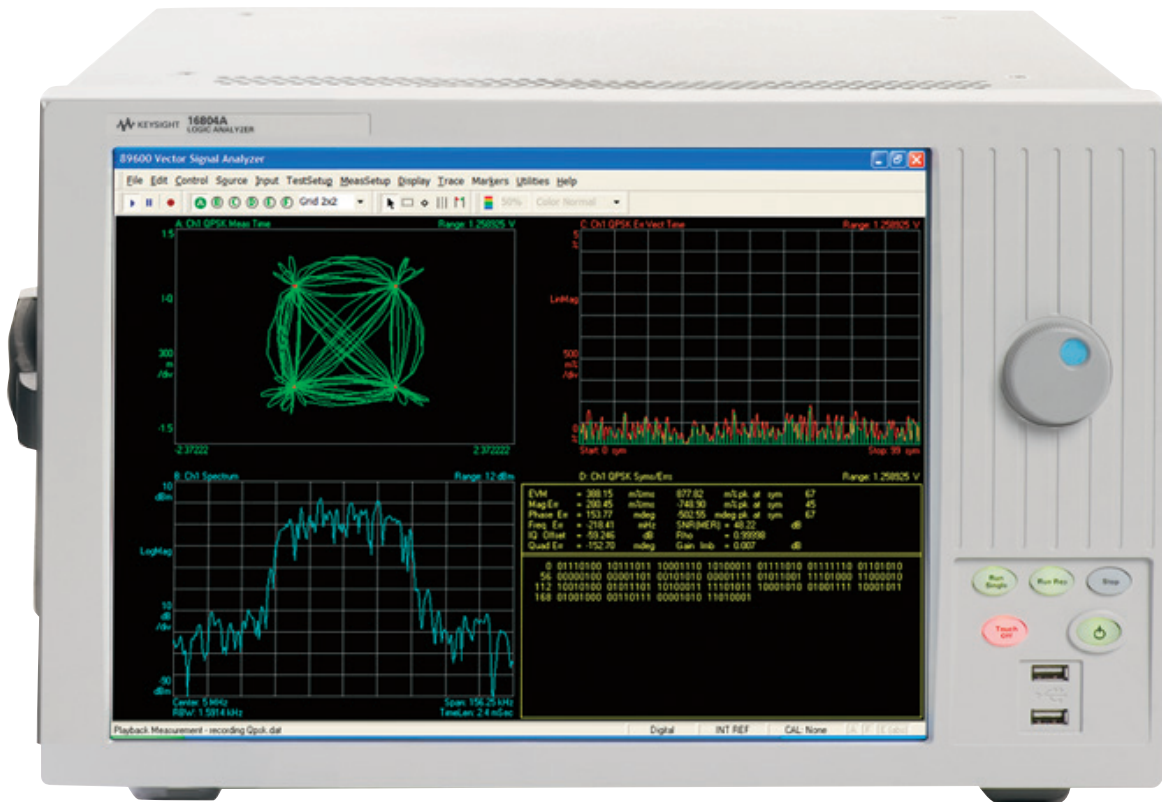 KEYSIGHT 16804A
LOGIC ANALYZER
89600 Vector Signal Analyzer
File Edit Control Source Input TestSetup MeasSetup Display Trace Markers Utilities Help
A B C D E F Grid 2x2 50% Color Normal
A: Ch1 QPSK Meas Time Range: 1.258925 V
1.5
I-Q
300
m
/div
-1.5
-2.37222 2.372222
C: Ch1 QPSK Err Vect Time Range: 1.258925 V
LinMag
500
m%
/div
Start: 0 sym Stop: 99 sym
B: Ch1 Spectrum Range: 12 dBm
10
dBm
LogMag
10
dB
/div
-90
dBm
Center: 5 MHz Span: 156.25 kHz
RBW: 1.5914 kHz TimeLen: 2.4 mSec
D: Ch1 QPSK Syms/Errs Range: 1.258925 V
EVM = 308.15 m%rms 877.82 m%pk at sym 67
Mag Err = 200.45 m%rms -748.90 m%pk at sym 45
Phase Err = 153.77 mdeg -502.55 mdeg pk at sym 67
Freq Err = -218.41 mHz SNR(MER) = 48.22 dB
IQ Offset = -59.246 dB Rho = 0.99998
Quad Err = -152.70 mdeg Gain Imb = 0.007 dB
0 01110100 10111011 10001110 10100011 01111010 01111110 01101010
56 00000100 00001101 00101010 00001111 01011001 11101000 11000010
112 10010100 01011101 10100011 11101011 10001010 01001111 10001011
168 01001000 00110111 00001010 11010001
Playback Measurement - recording Qpsk.dat Digital INT REF CAL: None
Run Single
Run Rep
Stop
Touch Off